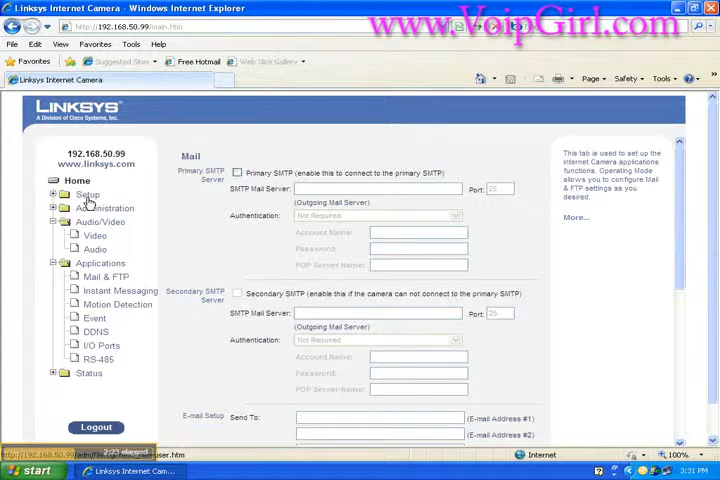 Linksys Internet Camera - Windows Internet Explorer
www.VoipGirl.com
http://192.168.50.99/main.htm
File Edit View Favorites Tools Help
Favorites Suggested Sites Free Hotmail Web Slice Gallery
Linksys Internet Camera
Page Safety Tools
LINKSYS®
A Division of Cisco Systems, Inc.
192.168.50.99
www.linksys.com
Home
Setup
Administration
Audio/Video
Video
Audio
Applications
Mail & FTP
Instant Messaging
Motion Detection
Event
DDNS
I/O Ports
RS-485
Status
Logout
Mail
Primary SMTP Server
Primary SMTP (enable this to connect to the primary SMTP)
SMTP Mail Server: Port: 25
(Outgoing Mail Server)
Authentication: Not Required
Account Name:
Password:
POP Server Name:
Secondary SMTP Server
Secondary SMTP (enable this if the camera can not connect to the primary SMTP)
SMTP Mail Server: Port: 25
(Outgoing Mail Server)
Authentication: Not Required
Account Name:
Password:
POP Server Name:
E-mail Setup Send To: (E-mail Address #1)
(E-mail Address #2)
This tab is used to set up the
Internet Camera applications
functions. Operating Mode
allows you to configure Mail
& FTP settings as you
desired.
More...
2:23 elapsed
Internet 100%
start Linksys Internet Cam... 3:31 PM